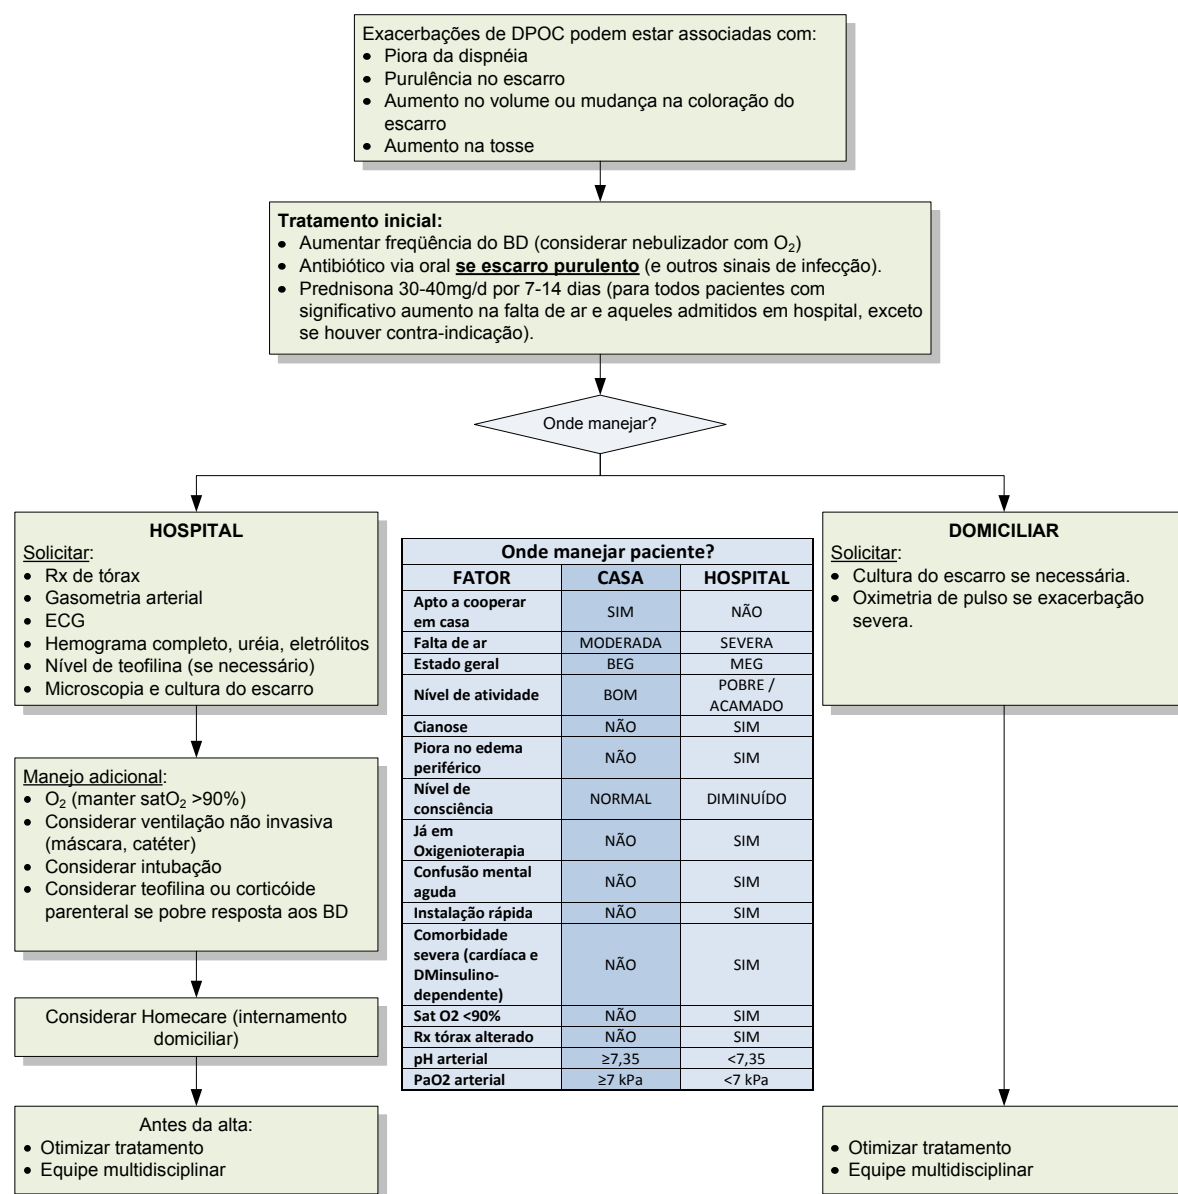 Exacerbações de DPOC podem estar associadas com:
• Piora da dispnéia
• Purulência no escarro
• Aumento no volume ou mudança na coloração do
escarro
• Aumento na tosse
Tratamento inicial:
• Aumentar freqüência do BD (considerar nebulizador com O₂)
• Antibiótico via oral se escarro purulento (e outros sinais de infecção).
• Prednisona 30-40mg/d por 7-14 dias (para todos pacientes com
significativo aumento na falta de ar e aqueles admitidos em hospital, exceto
se houver contra-indicação).
Onde manejar?
HOSPITAL
Solicitar:
• Rx de tórax
• Gasometria arterial
• ECG
• Hemograma completo, uréia, eletrólitos
• Nível de teofilina (se necessário)
• Microscopia e cultura do escarro
Manejo adicional:
• O₂ (manter satO₂ >90%)
• Considerar ventilação não invasiva
(máscara, catéter)
• Considerar intubação
• Considerar teofilina ou corticóide
parenteral se pobre resposta aos BD
Considerar Homecare (internamento
domiciliar)
Antes da alta:
• Otimizar tratamento
• Equipe multidisciplinar
Onde manejar paciente?
FATOR CASA HOSPITAL
Apto a cooperar
em casa SIM NÃO
Falta de ar MODERADA SEVERA
Estado geral BEG MEG
Nível de atividade BOM POBRE /
ACAMADO
Cianose NÃO SIM
Piora no edema
periférico NÃO SIM
Nível de
consciência NORMAL DIMINUÍDO
Já em
Oxigenioterapia NÃO SIM
Confusão mental
aguda NÃO SIM
Instalação rápida NÃO SIM
Comorbidade
severa (cardíaca e
DMinsulino-
dependente) NÃO SIM
Sat O2 <90% NÃO SIM
Rx tórax alterado NÃO SIM
pH arterial ≥7,35 <7,35
PaO2 arterial ≥7 kPa <7 kPa
DOMICILIAR
Solicitar:
• Cultura do escarro se necessária.
• Oximetria de pulso se exacerbação
severa.
• Otimizar tratamento
• Equipe multidisciplinar